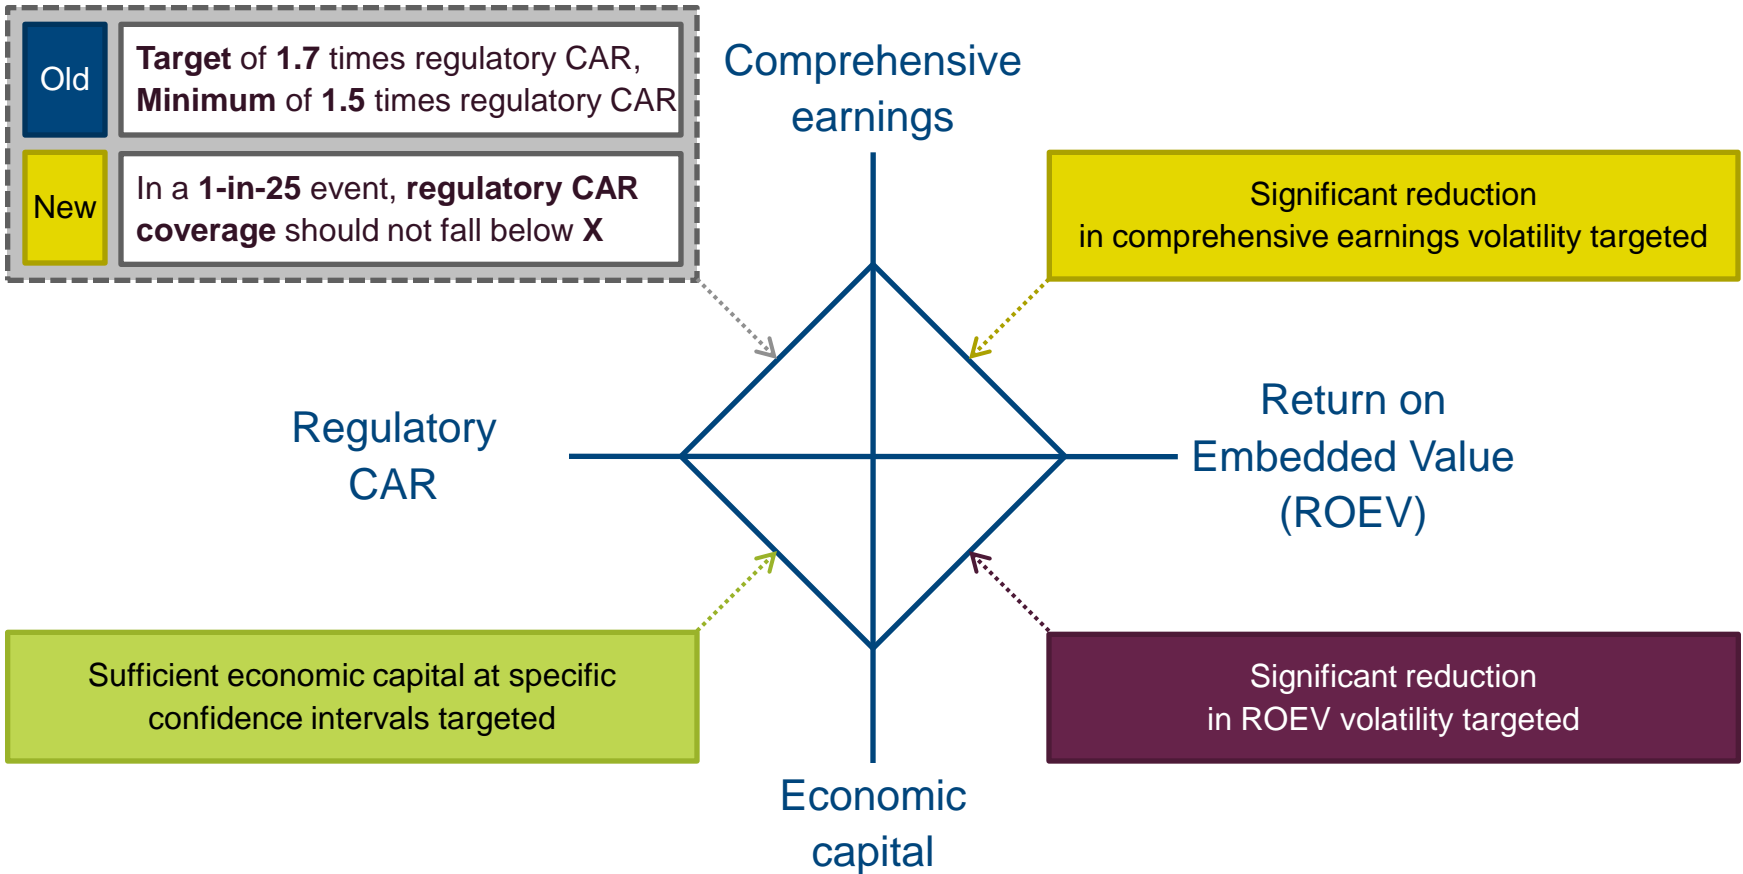 Old
Target of 1.7 times regulatory CAR,
Minimum of 1.5 times regulatory CAR
New
In a 1-in-25 event, regulatory CAR
coverage should not fall below X
Comprehensive
earnings
Significant reduction
in comprehensive earnings volatility targeted
Regulatory
CAR
Return on
Embedded Value
(ROEV)
Sufficient economic capital at specific
confidence intervals targeted
Significant reduction
in ROEV volatility targeted
Economic
capital